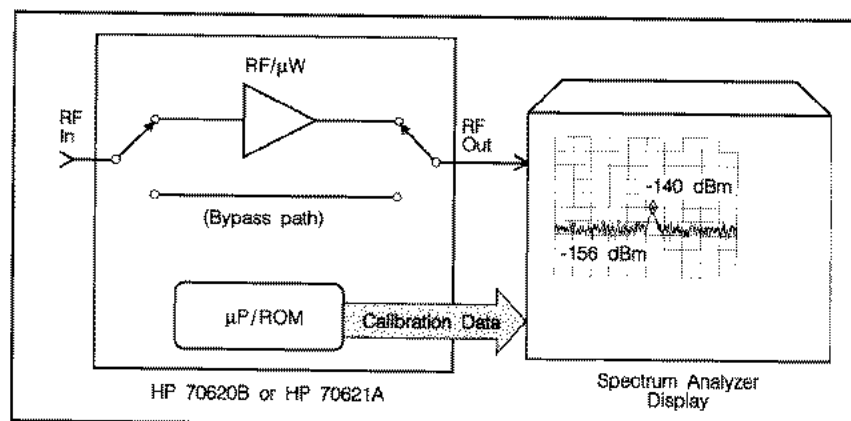 RF/µW
RF
In
RF
Out
-140 dBm
(Bypass path)
-156 dBm
µP/ROM
Calibration Data
HP 70620B or HP 70621A
Spectrum Analyzer
Display